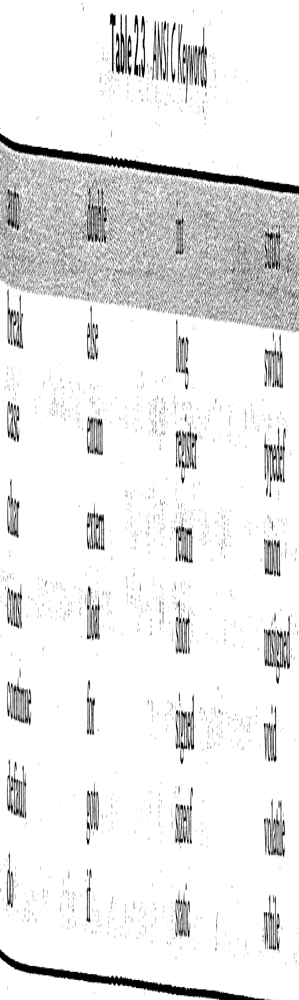 Table 2.3 ANSI C Keywords
auto double int struct
break else long switch
case enum register typedef
char extern return union
const float short unsigned
continue for signed void
default goto sizeof volatile
do if static while